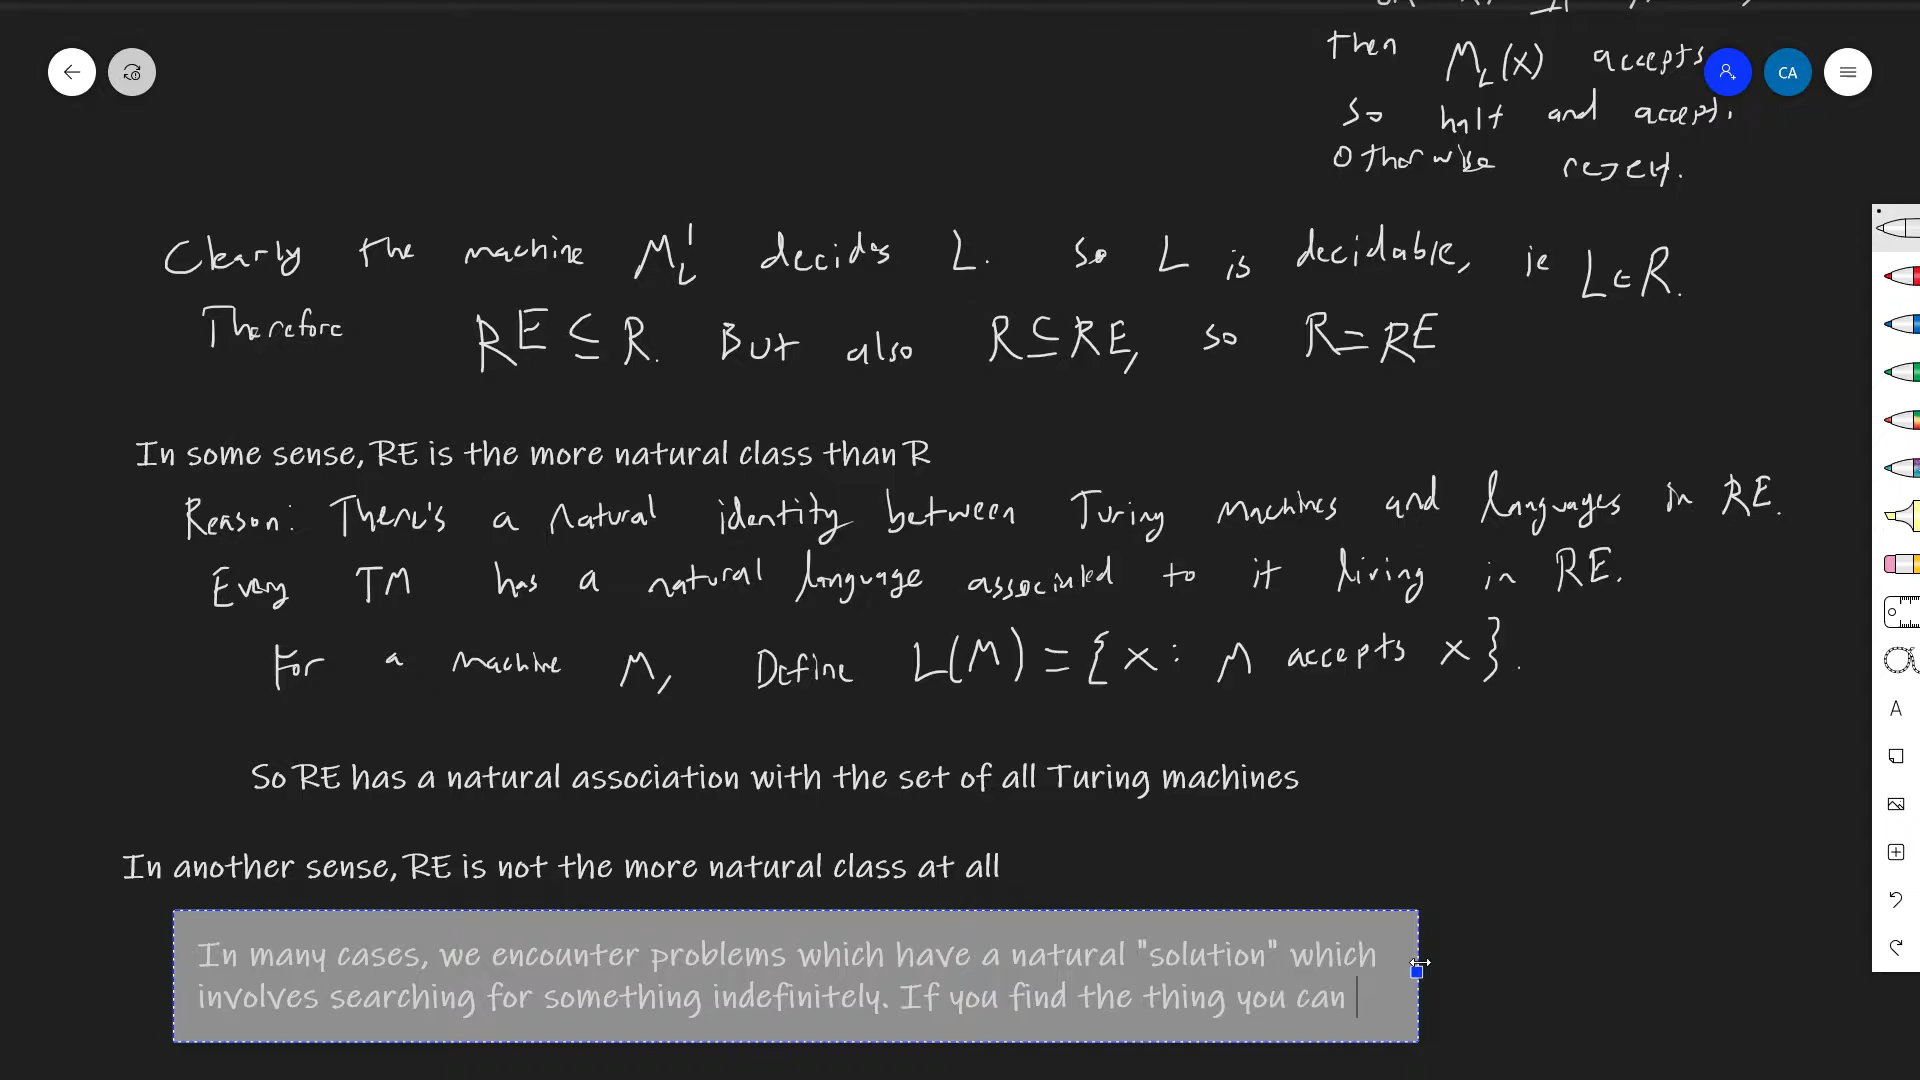 then M_L(x) accepts
CA
so halt and accept.
Otherwise reject.
Clearly the machine M'_L decides L. So L is decidable, ie L∈R.
Therefore RE ⊆ R. But also R⊆RE, so R=RE
In some sense, RE is the more natural class than R
Reason: There's a natural identity between Turing machines and languages in RE.
Every TM has a natural language associated to it living in RE.
For a machine M, Define L(M) = {x: M accepts x}.
So RE has a natural association with the set of all Turing machines
A
In another sense, RE is not the more natural class at all
In many cases, we encounter problems which have a natural "solution" which
involves searching for something indefinitely. If you find the thing you can